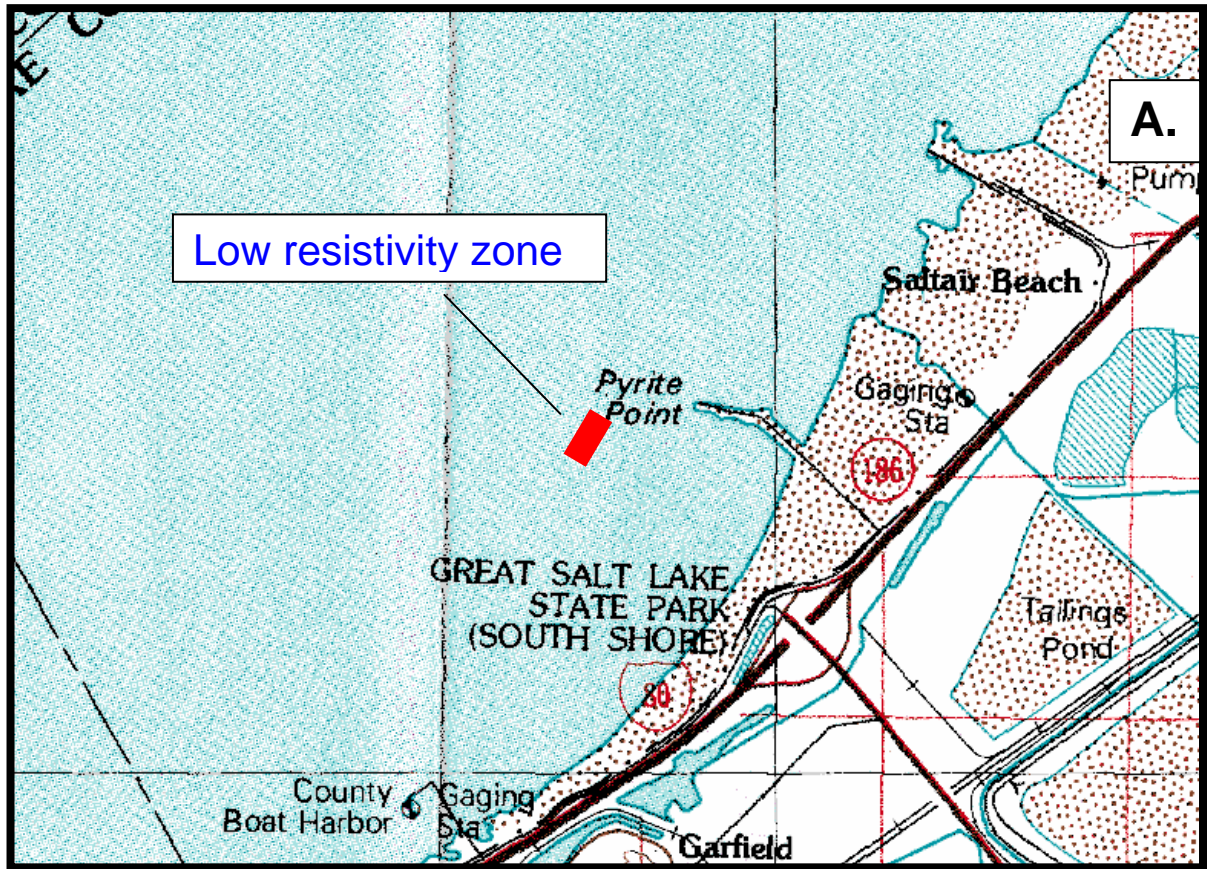 A.
Pum
Low resistivity zone
Saltair Beach
Pyrite
Point
Gaging
Sta
186
GREAT SALT LAKE
STATE PARK
(SOUTH SHORE)
Tailings
Pond
80
County
Boat Harbor
Gaging
Sta
Garfield